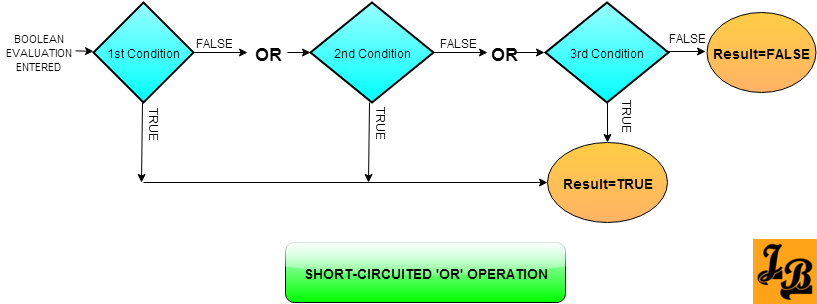 BOOLEAN
EVALUATION
ENTERED
1st Condition
FALSE
OR
2nd Condition
FALSE
OR
3rd Condition
FALSE
Result=FALSE
TRUE
TRUE
TRUE
Result=TRUE
SHORT-CIRCUITED 'OR' OPERATION
JB